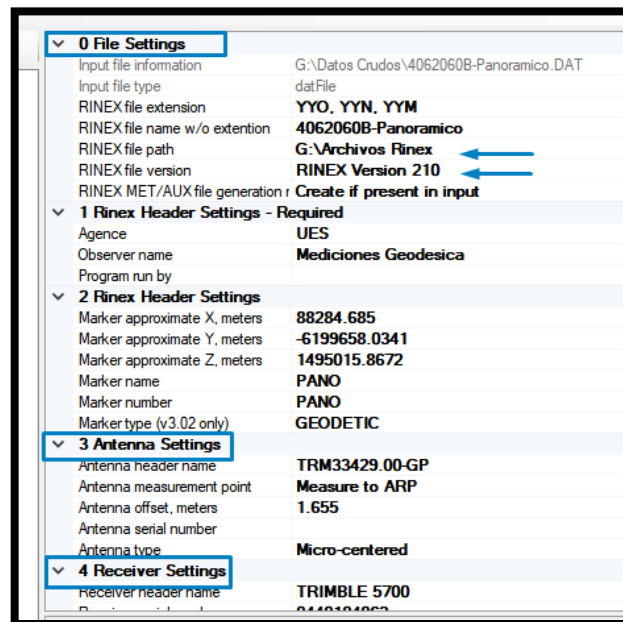 0 File Settings
Input file information G:\Datos Crudos\4062060B-Panoramico.DAT
Input file type datFile
RINEX file extension YYO, YYN, YYM
RINEX file name w/o extention 4062060B-Panoramico
RINEX file path G:\Archivos Rinex
RINEX file version RINEX Version 210
RINEX MET/AUX file generation r Create if present in input
1 Rinex Header Settings - Required
Agence UES
Observer name Mediciones Geodesica
Program run by
2 Rinex Header Settings
Marker approximate X, meters 88284.685
Marker approximate Y, meters -6199658.0341
Marker approximate Z, meters 1495015.8672
Marker name PANO
Marker number PANO
Marker type (v3.02 only) GEODETIC
3 Antenna Settings
Antenna header name TRM33429.00-GP
Antenna measurement point Measure to ARP
Antenna offset, meters 1.655
Antenna serial number
Antenna type Micro-centered
4 Receiver Settings
Receiver header name TRIMBLE 5700